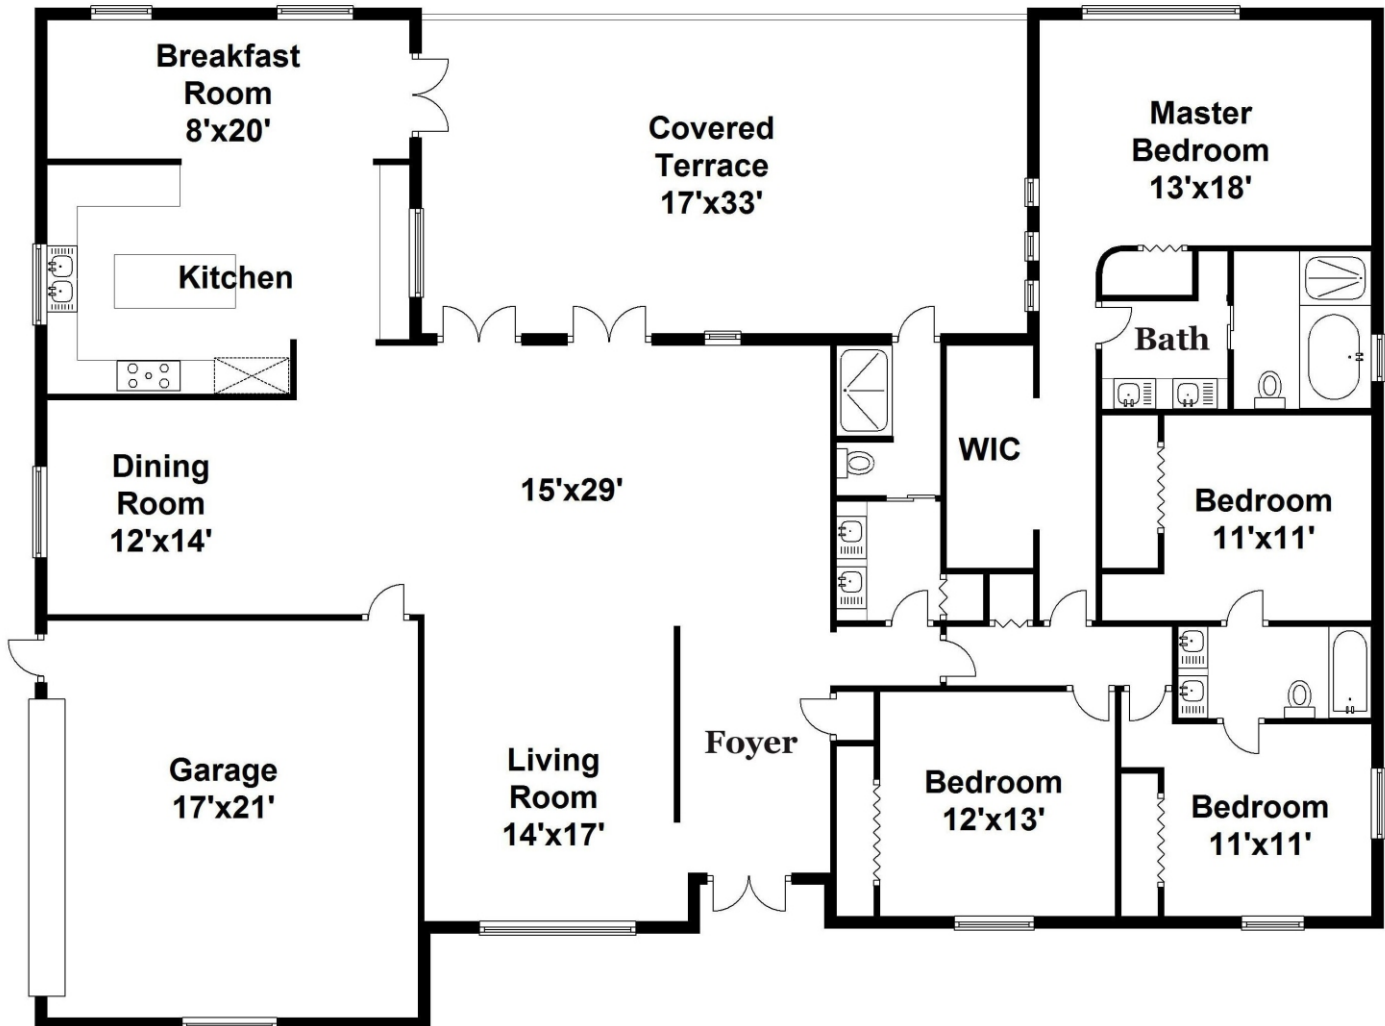 Breakfast
Room
8'x20'
Covered
Terrace
17'x33'
Master
Bedroom
13'x18'
Kitchen
Bath
Dining
Room
12'x14'
15'x29'
WIC
Bedroom
11'x11'
Garage
17'x21'
Living
Room
14'x17'
Foyer
Bedroom
12'x13'
Bedroom
11'x11'